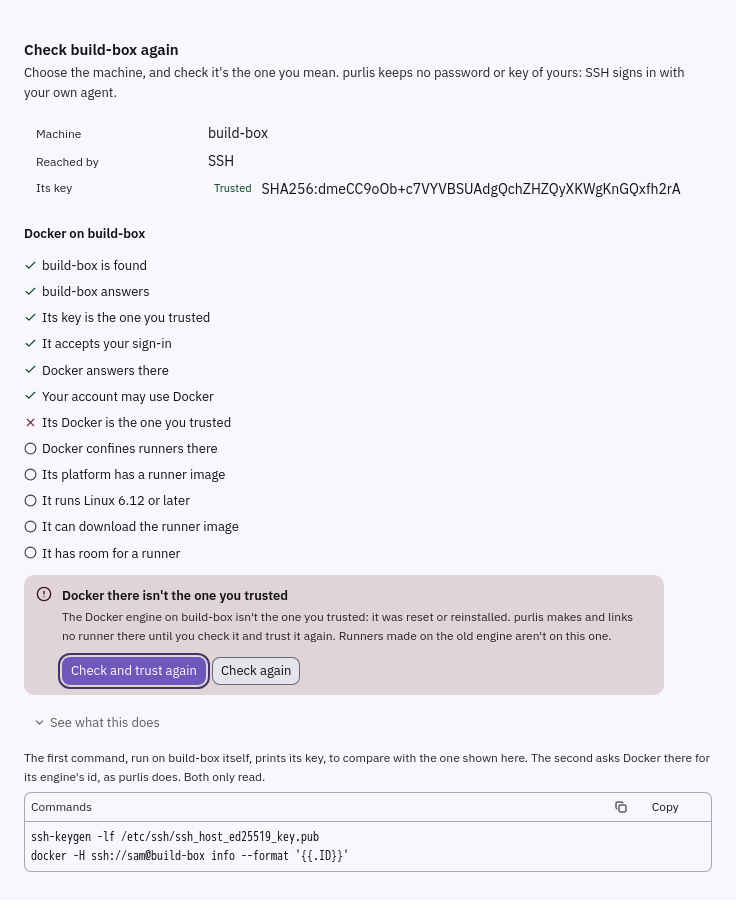 Check build-box again
Choose the machine, and check it's the one you mean. purlis keeps no password or key of yours: SSH signs in with
your own agent.
Machine build-box
Reached by SSH
Its key Trusted SHA256:dmeCC9oOb+c7VYVBSUAdgQchZHZQyXKWgKnGQxfh2rA
Docker on build-box
build-box is found
build-box answers
Its key is the one you trusted
It accepts your sign-in
Docker answers there
Your account may use Docker
Its Docker is the one you trusted
Docker confines runners there
Its platform has a runner image
It runs Linux 6.12 or later
It can download the runner image
It has room for a runner
Docker there isn't the one you trusted
The Docker engine on build-box isn't the one you trusted: it was reset or reinstalled. purlis makes and links
no runner there until you check it and trust it again. Runners made on the old engine aren't on this one.
Check and trust again Check again
See what this does
The first command, run on build-box itself, prints its key, to compare with the one shown here. The second asks Docker there for
its engine's id, as purlis does. Both only read.
Commands Copy
ssh-keygen -lf /etc/ssh/ssh_host_ed25519_key.pub
docker -H ssh://sam@build-box info --format '{{.ID}}'